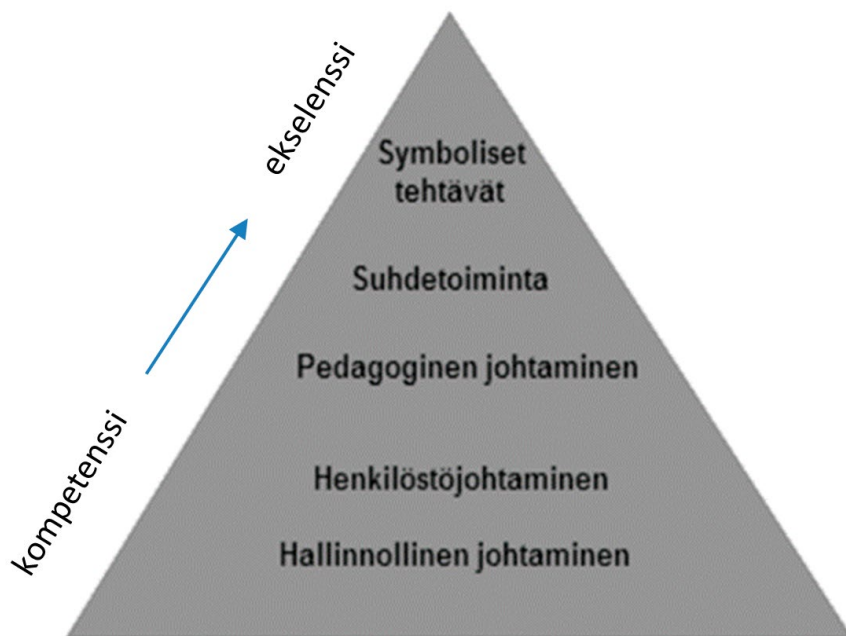 ekselenssi
kompetenssi
Symboliset
tehtävät
Suhdetoiminta
Pedagoginen johtaminen
Henkilöstöjohtaminen
Hallinnollinen johtaminen